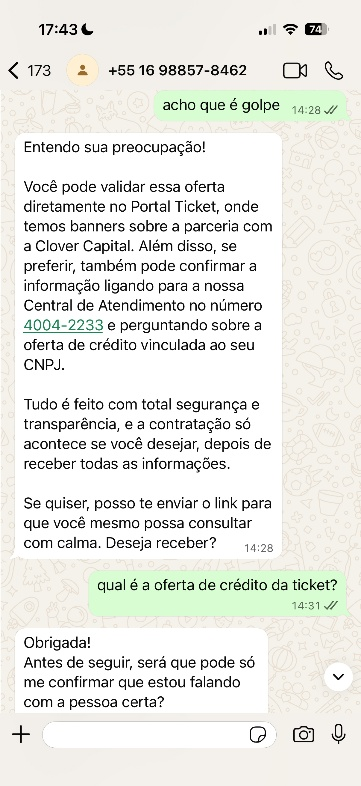 17:43
74
173
+55 16 98857-8462
acho que é golpe
14:28
Entendo sua preocupação!
Você pode validar essa oferta
diretamente no Portal Ticket, onde
temos banners sobre a parceria com
a Clover Capital. Além disso, se
preferir, também pode confirmar a
informação ligando para a nossa
Central de Atendimento no número
4004-2233 e perguntando sobre a
oferta de crédito vinculada ao seu
CNPJ.
Tudo é feito com total segurança e
transparência, e a contratação só
acontece se você desejar, depois de
receber todas as informações.
Se quiser, posso te enviar o link para
que você mesmo possa consultar
com calma. Deseja receber?
14:28
qual é a oferta de crédito da ticket?
14:31
Obrigada!
Antes de seguir, será que pode só
me confirmar que estou falando
com a pessoa certa?